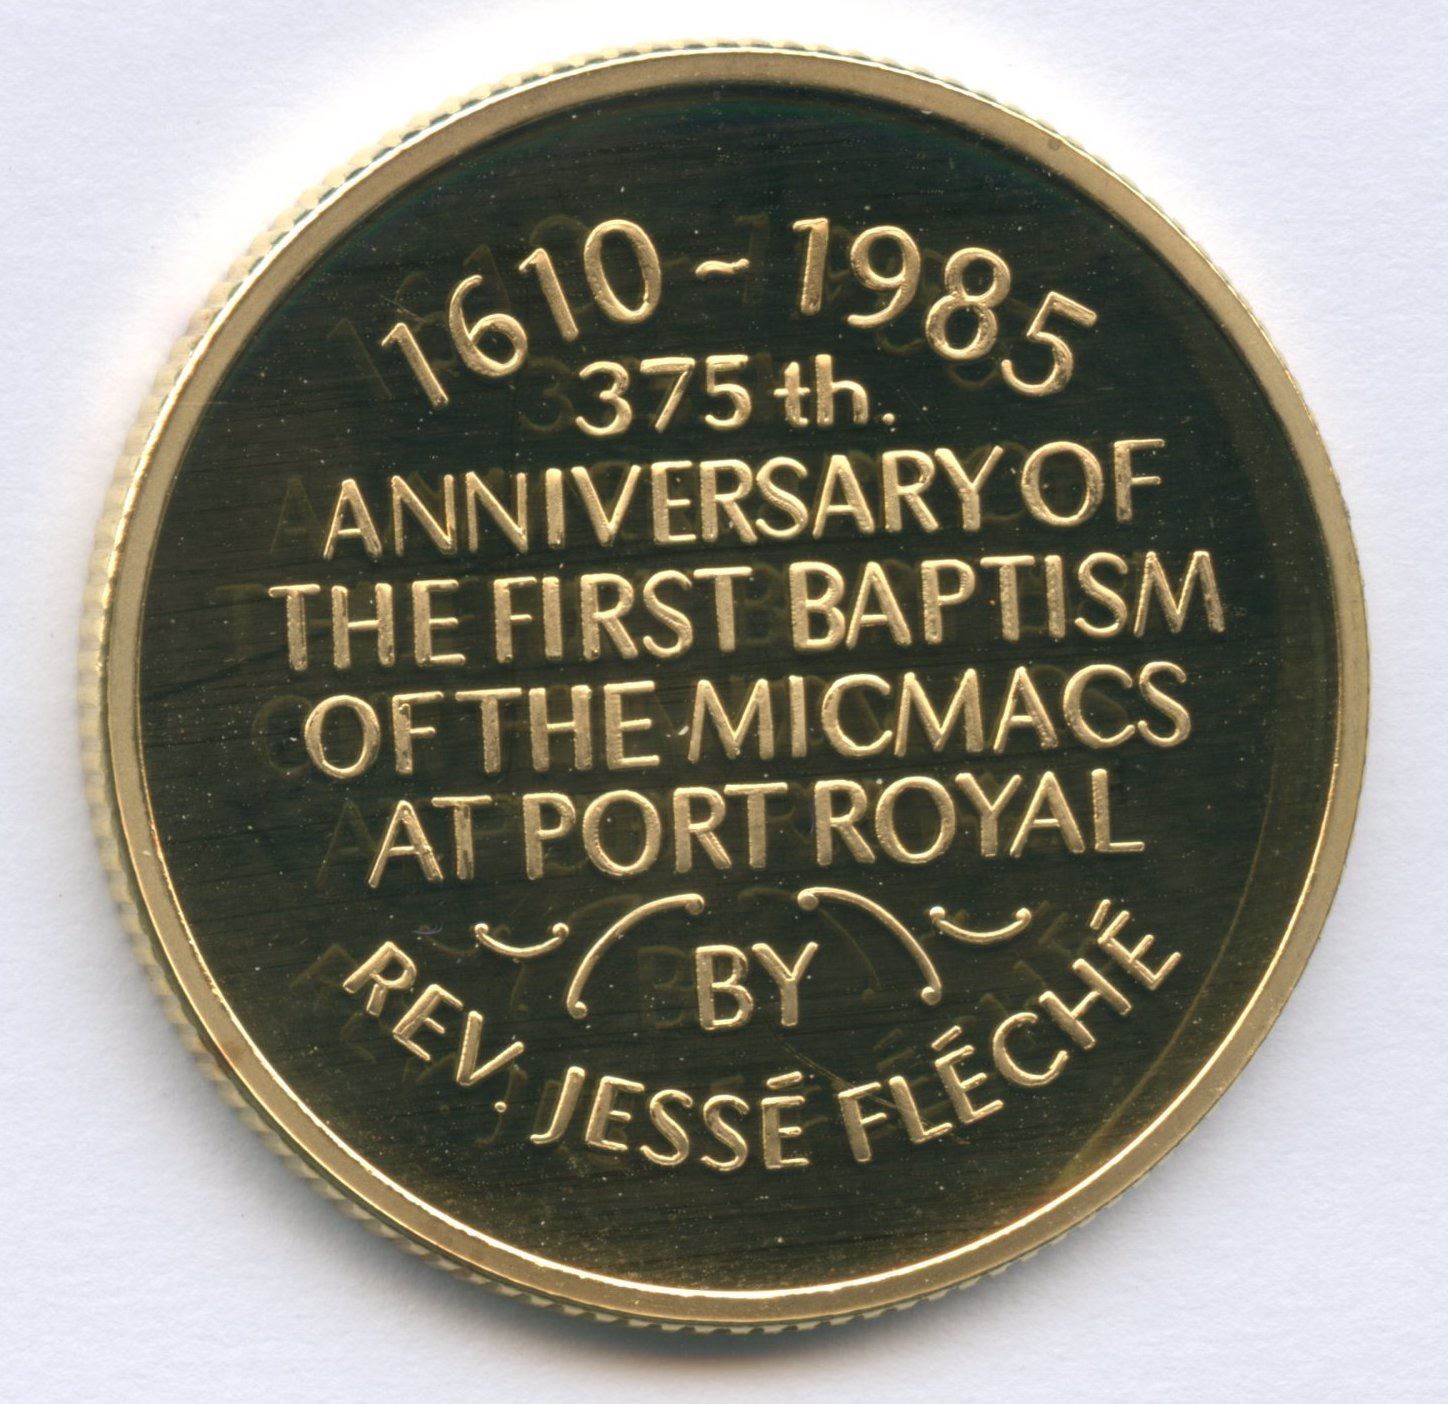 1610 ~ 1985
375 th.
ANNIVERSARY OF
THE FIRST BAPTISM
OF THE MICMACS
AT PORT ROYAL
BY
REV. JESSÉ FLÉCHÉ